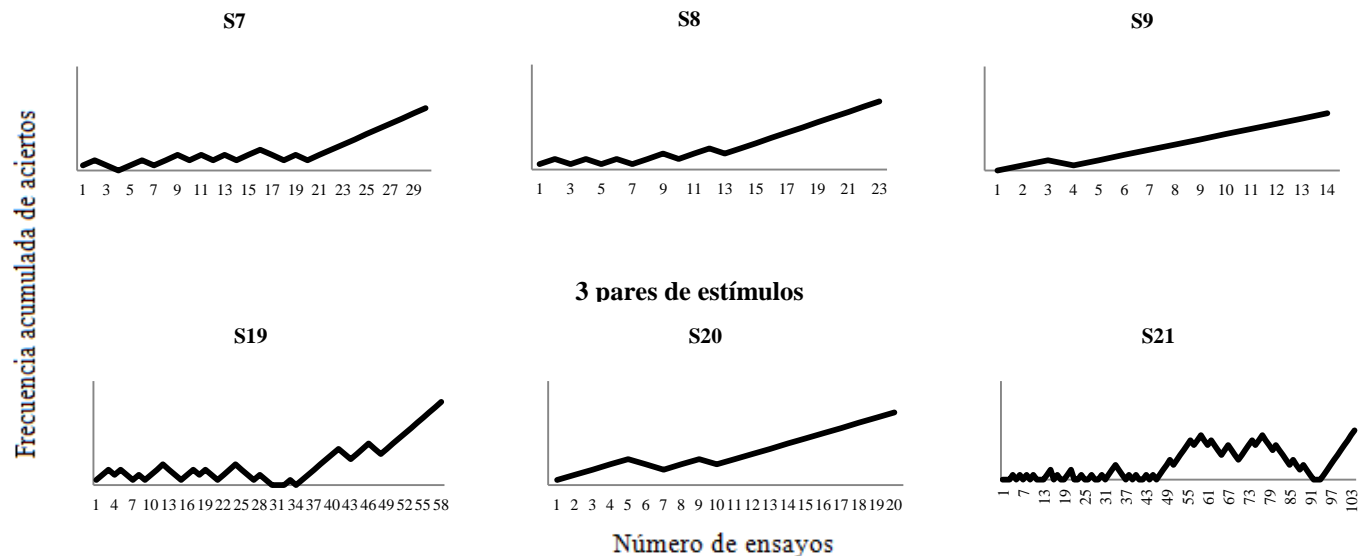 S7
S8
S9
Frecuencia acumulada de aciertos
1 3 5 7 9 11 13 15 17 19 21 23 25 27 29
1 3 5 7 9 11 13 15 17 19 21 23
1 2 3 4 5 6 7 8 9 10 11 12 13 14
3 pares de estímulos
S19
S20
S21
1 4 7 10 13 16 19 22 25 28 31 34 37 40 43 46 49 52 55 58
1 2 3 4 5 6 7 8 9 10 11 12 13 14 15 16 17 18 19 20
1 7 13 19 25 31 37 43 49 55 61 67 73 79 85 91 97 103
Número de ensayos